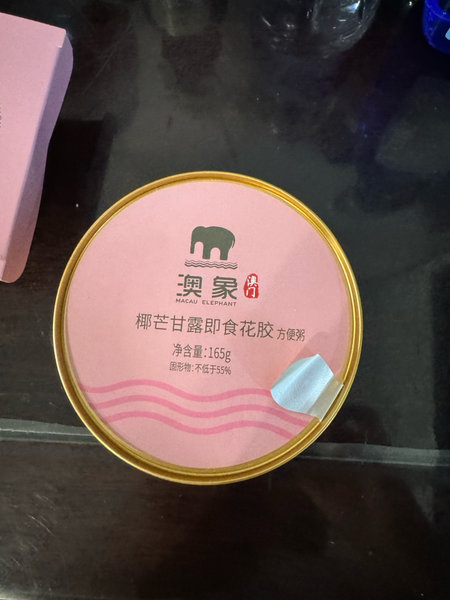 澳象 澳门
MACAU ELEPHANT
椰芒甘露即食花胶 方便粥
净含量:165g
固形物:不低于55%